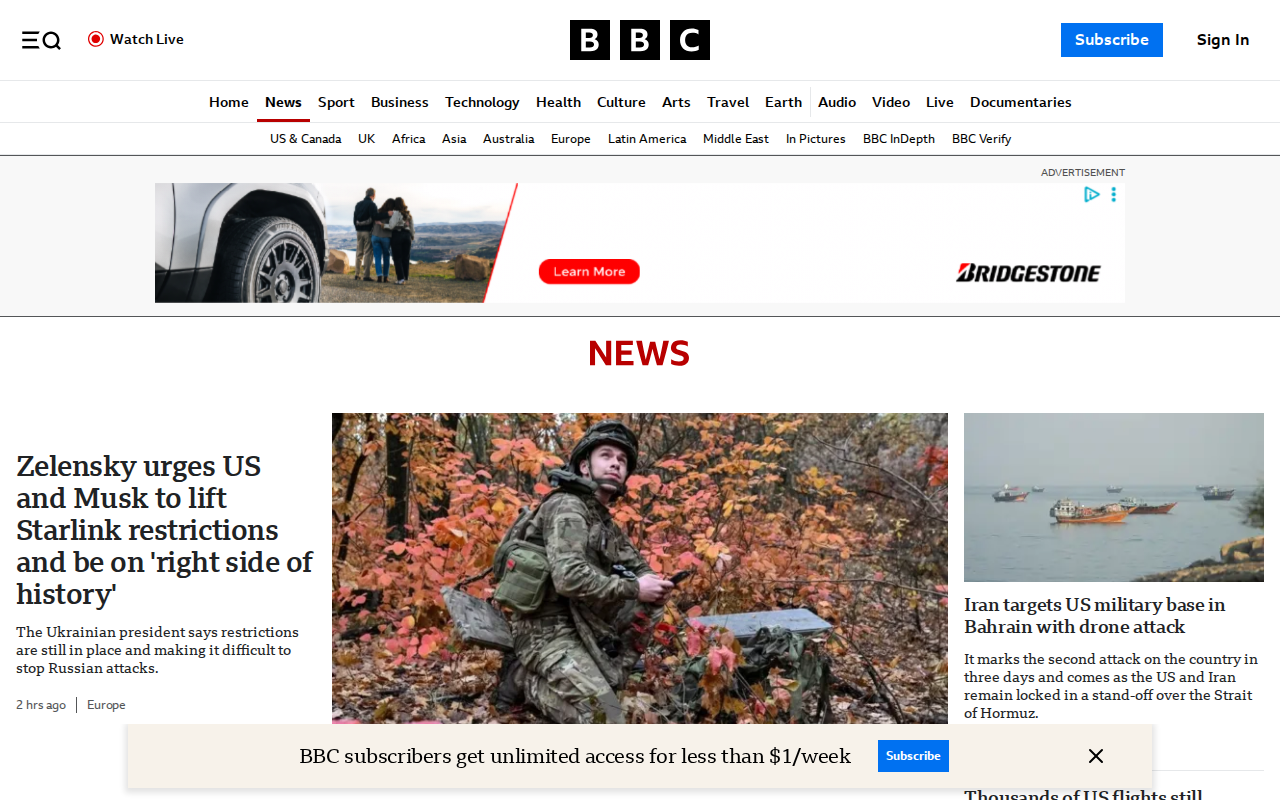 Watch Live
BBC
Subscribe
Sign In
Home
News
Sport
Business
Technology
Health
Culture
Arts
Travel
Earth
Audio
Video
Live
Documentaries
US & Canada
UK
Africa
Asia
Australia
Europe
Latin America
Middle East
In Pictures
BBC InDepth
BBC Verify
ADVERTISEMENT
Learn More
BRIDGESTONE
NEWS
Zelensky urges US
and Musk to lift
Starlink restrictions
and be on 'right side of
history'
The Ukrainian president says restrictions
are still in place and making it difficult to
stop Russian attacks.
2 hrs ago
Europe
Iran targets US military base in
Bahrain with drone attack
It marks the second attack on the country in
three days and comes as the US and Iran
remain locked in a stand-off over the Strait
of Hormuz.
Thousands of US flights still
BBC subscribers get unlimited access for less than $1/week
Subscribe